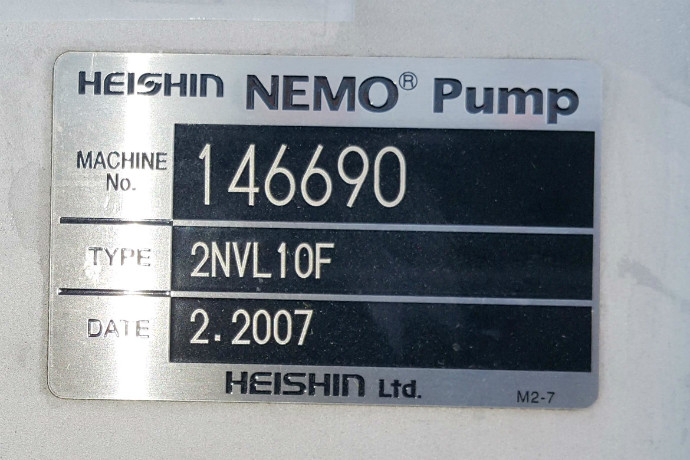 HEISHIN NEMO® Pump
MACHINE No. 146690
TYPE 2NVL10F
DATE 2.2007
HEISHIN Ltd.
M2-7